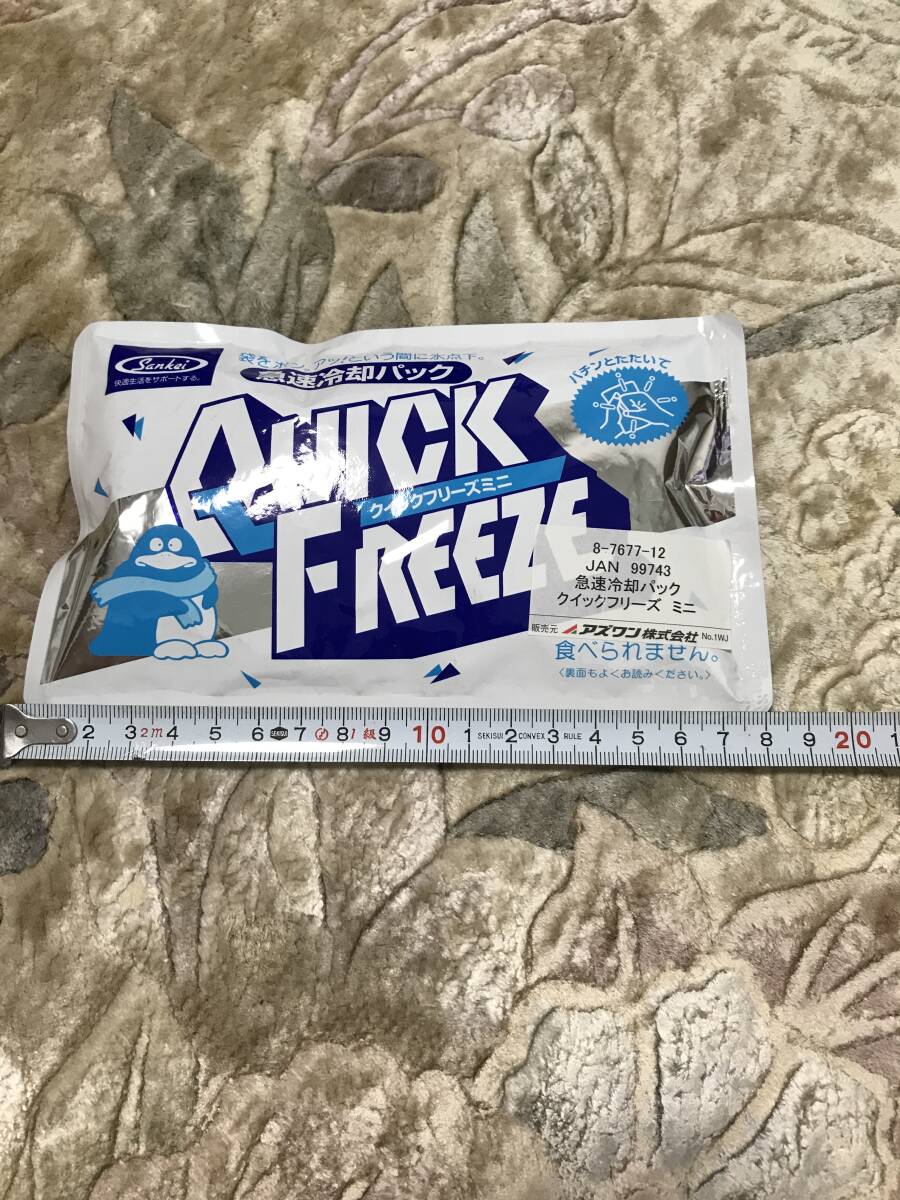 Sankei
快適生活をサポートする。
袋をポン、アッ!という間に氷点下。
急速冷却パック
QUICK
クイックフリーズミニ
FREEZE
パチンとたたいて
8-7677-12
JAN 99743
急速冷却パック
クイックフリーズ ミニ
販売元 アズワン株式会社 No.1WJ
食べられません。
〈裏面もよくお読みください。〉
2 3 2m 4 5 6 SEKISUI 7 8 1級 9 10 1 SEKISUI 2 CONVEX 3 RULE 4 5 6 7 8 9 20 1